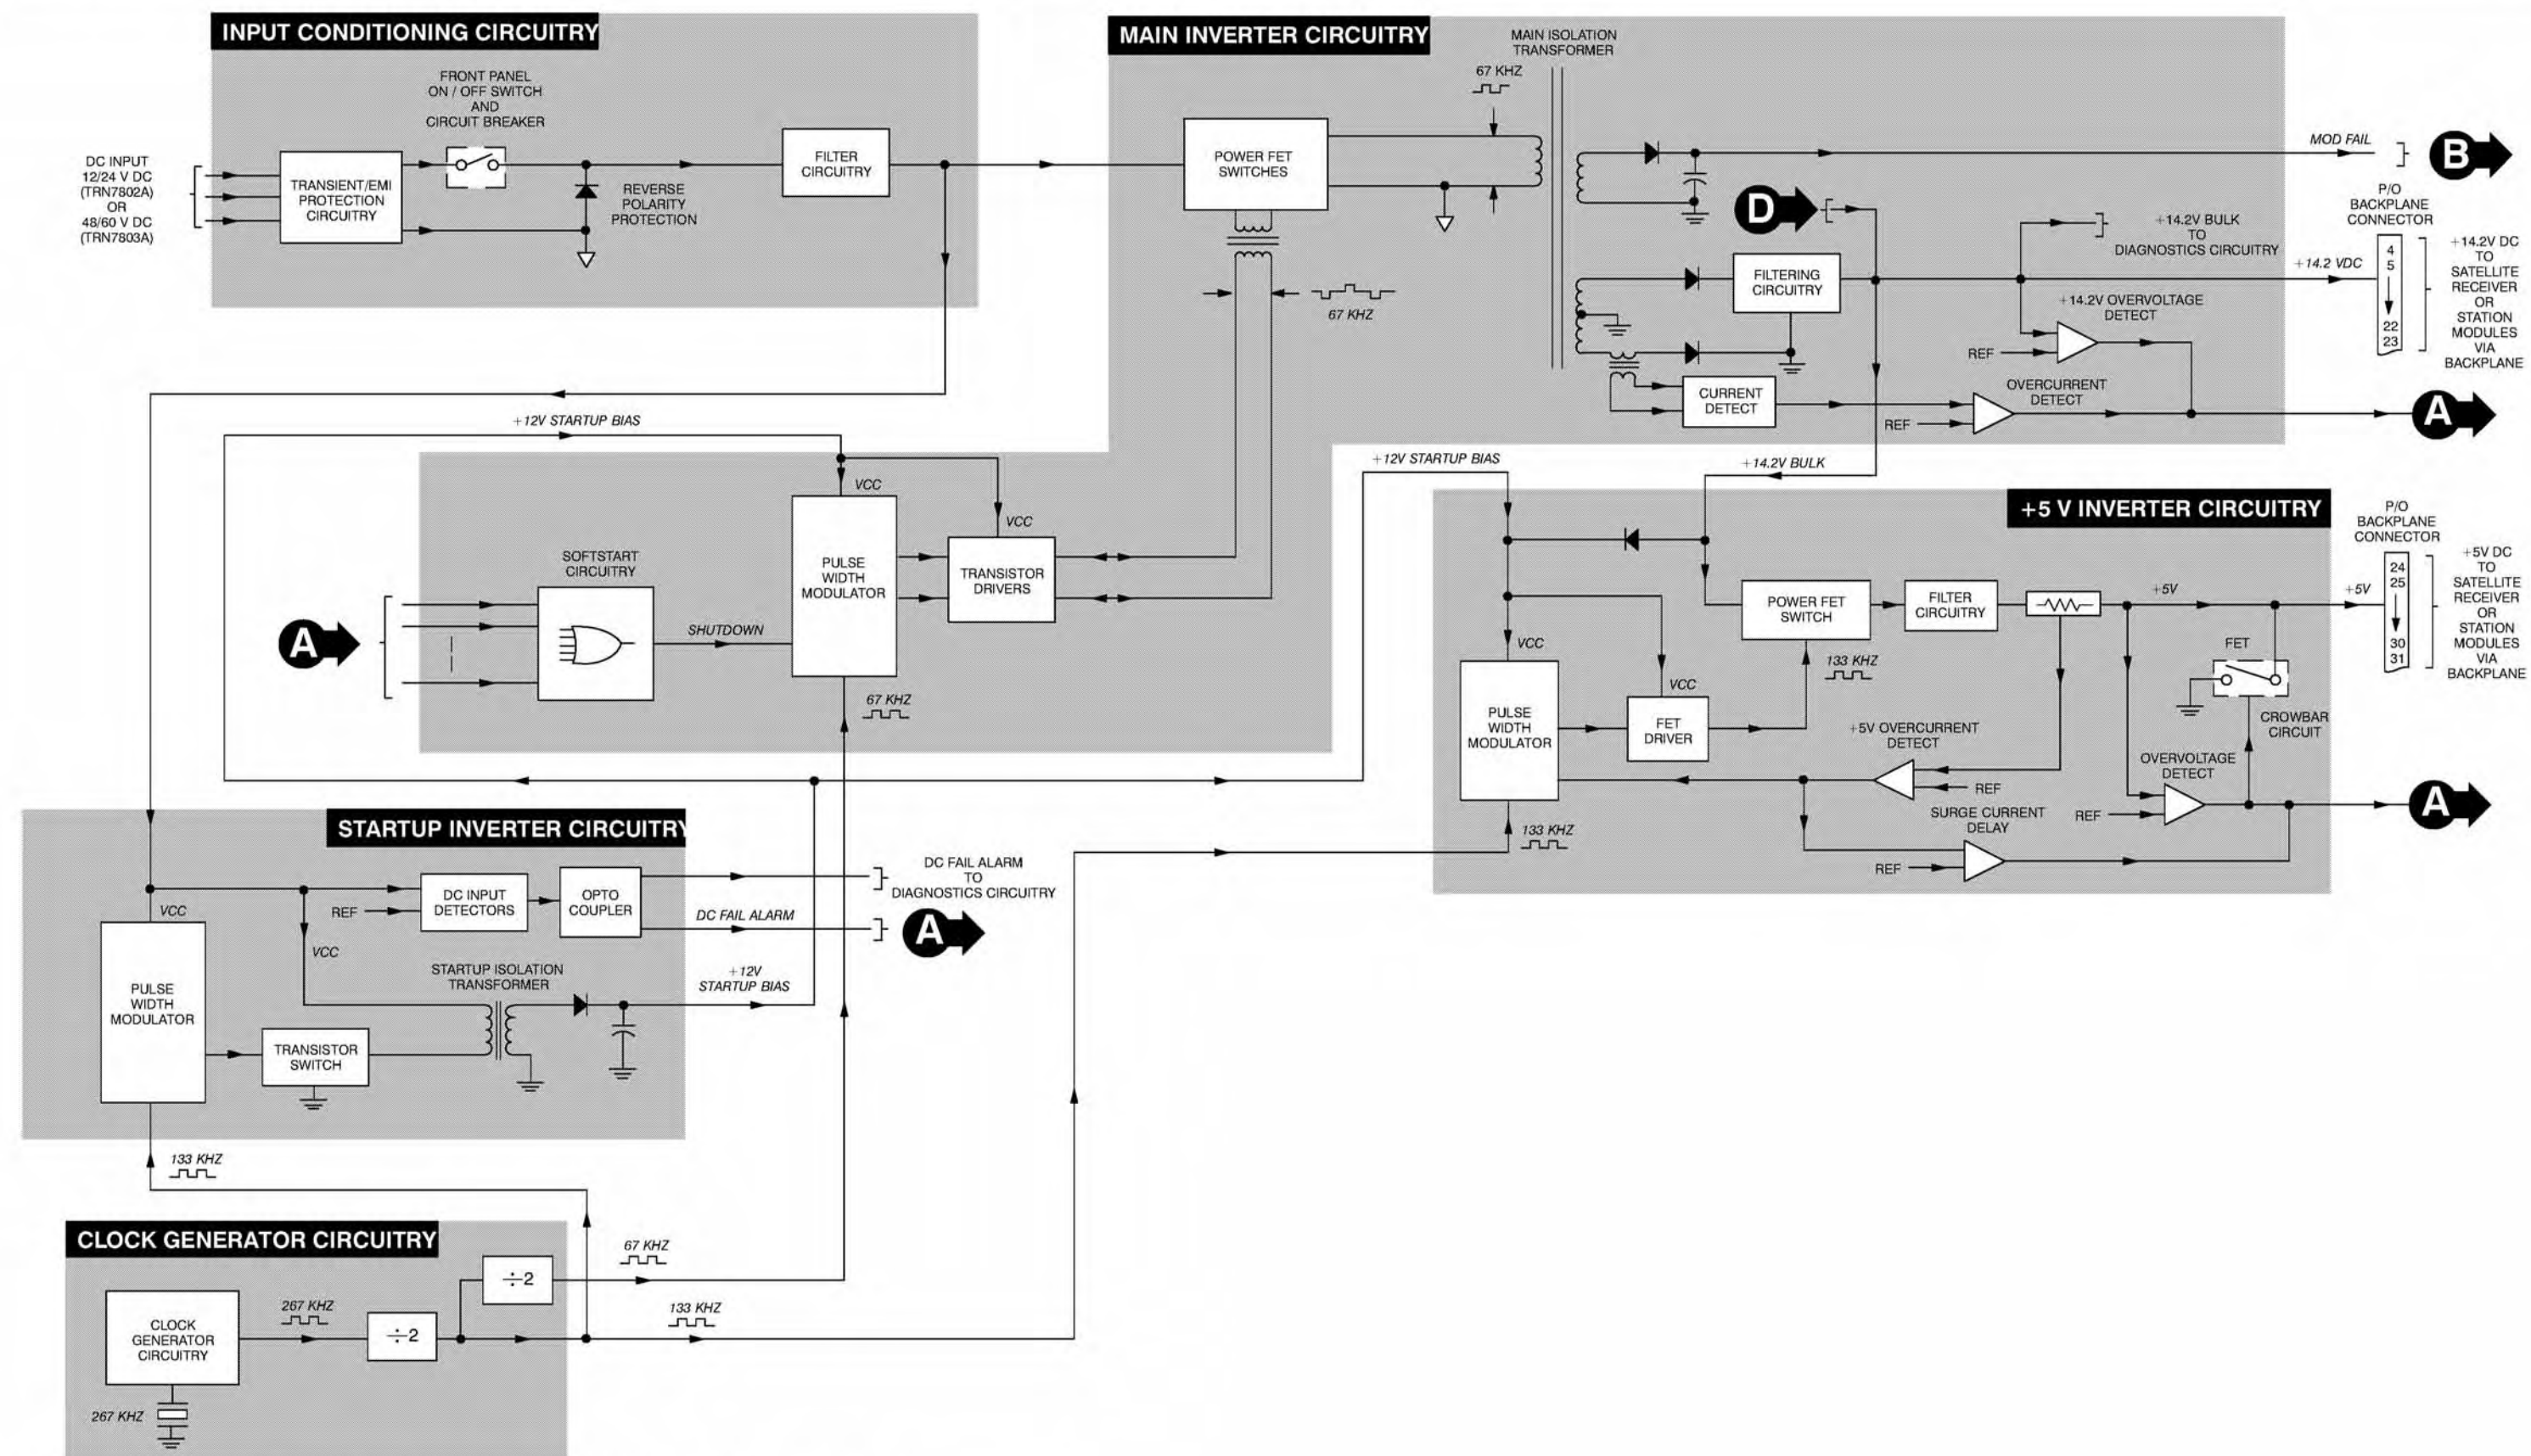 INPUT CONDITIONING CIRCUITRY
FRONT PANEL
ON / OFF SWITCH
AND
CIRCUIT BREAKER
DC INPUT
12/24 V DC
(TRN7802A)
OR
48/60 V DC
(TRN7803A)
TRANSIENT/EMI
PROTECTION
CIRCUITRY
REVERSE
POLARITY
PROTECTION
FILTER
CIRCUITRY
MAIN INVERTER CIRCUITRY
MAIN ISOLATION
TRANSFORMER
67 KHZ
POWER FET
SWITCHES
67 KHZ
MOD FAIL
B
D
P/O
BACKPLANE
CONNECTOR
+14.2V BULK
TO
DIAGNOSTICS CIRCUITRY
FILTERING
CIRCUITRY
+14.2 VDC
4
5
22
23
+14.2V DC
TO
SATELLITE
RECEIVER
OR
STATION
MODULES
VIA
BACKPLANE
+14.2V OVERVOLTAGE
DETECT
REF
CURRENT
DETECT
OVERCURRENT
DETECT
REF
A
+12V STARTUP BIAS
VCC
VCC
SOFTSTART
CIRCUITRY
PULSE
WIDTH
MODULATOR
TRANSISTOR
DRIVERS
A
SHUTDOWN
67 KHZ
+12V STARTUP BIAS
+14.2V BULK
+5 V INVERTER CIRCUITRY
P/O
BACKPLANE
CONNECTOR
POWER FET
SWITCH
FILTER
CIRCUITRY
+5V
+5V
24
25
30
31
+5V DC
TO
SATELLITE
RECEIVER
OR
STATION
MODULES
VIA
BACKPLANE
VCC
133 KHZ
FET
VCC
PULSE
WIDTH
MODULATOR
FET
DRIVER
+5V OVERCURRENT
DETECT
CROWBAR
CIRCUIT
OVERVOLTAGE
DETECT
REF
SURGE CURRENT
DELAY
REF
A
133 KHZ
REF
STARTUP INVERTER CIRCUITRY
VCC
REF
DC INPUT
DETECTORS
OPTO
COUPLER
DC FAIL ALARM
TO
DIAGNOSTICS CIRCUITRY
DC FAIL ALARM
A
VCC
STARTUP ISOLATION
TRANSFORMER
+12V
STARTUP BIAS
PULSE
WIDTH
MODULATOR
TRANSISTOR
SWITCH
133 KHZ
CLOCK GENERATOR CIRCUITRY
67 KHZ
÷2
CLOCK
GENERATOR
CIRCUITRY
267 KHZ
÷2
133 KHZ
267 KHZ